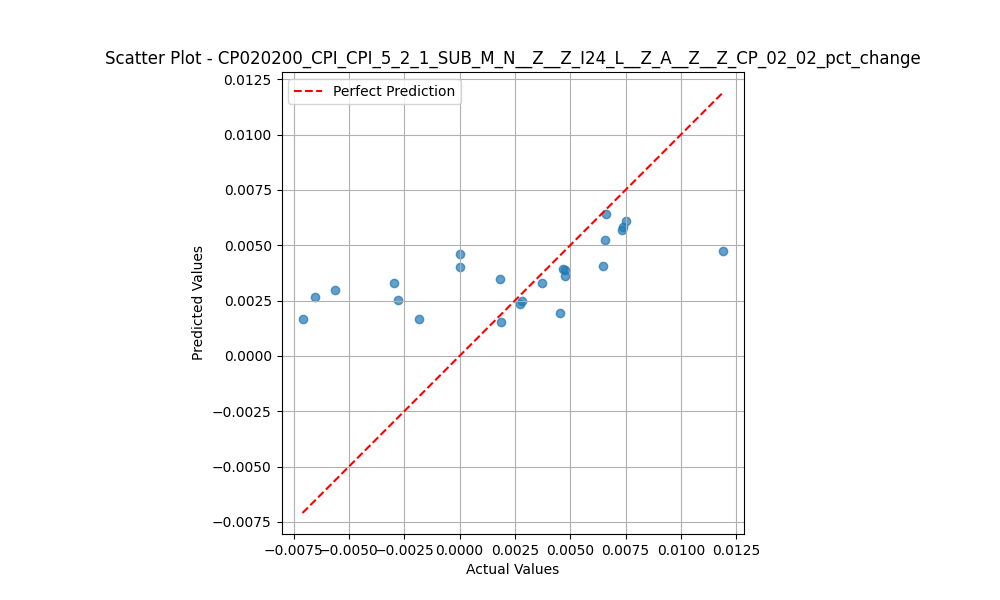 Scatter Plot - CP020200_CPI_CPI_5_2_1_SUB_M_N__Z__Z_I24_L__Z_A__Z__Z_CP_02_02_pct_change
Perfect Prediction
0.0125
0.0100
0.0075
0.0050
0.0025
0.0000
−0.0025
−0.0050
−0.0075
Predicted Values
−0.0075 −0.0050 −0.0025 0.0000 0.0025 0.0050 0.0075 0.0100 0.0125
Actual Values